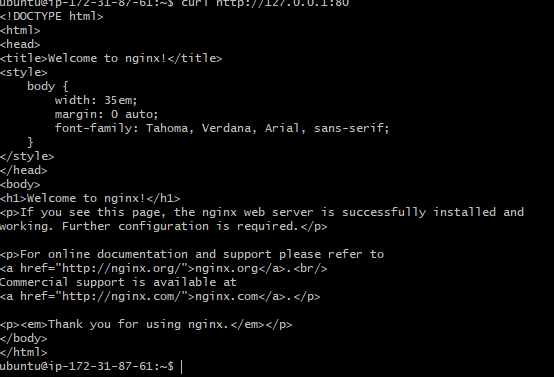 ubuntu@ip-172-31-87-61:~$ curl http://127.0.0.1:80
<!DOCTYPE html>
<html>
<head>
<title>Welcome to nginx!</title>
<style>
    body {
        width: 35em;
        margin: 0 auto;
        font-family: Tahoma, Verdana, Arial, sans-serif;
    }
</style>
</head>
<body>
<h1>Welcome to nginx!</h1>
<p>If you see this page, the nginx web server is successfully installed and
working. Further configuration is required.</p>

<p>For online documentation and support please refer to
<a href="http://nginx.org/">nginx.org</a>.<br/>
Commercial support is available at
<a href="http://nginx.com/">nginx.com</a>.</p>

<p><em>Thank you for using nginx.</em></p>
</body>
</html>
ubuntu@ip-172-31-87-61:~$